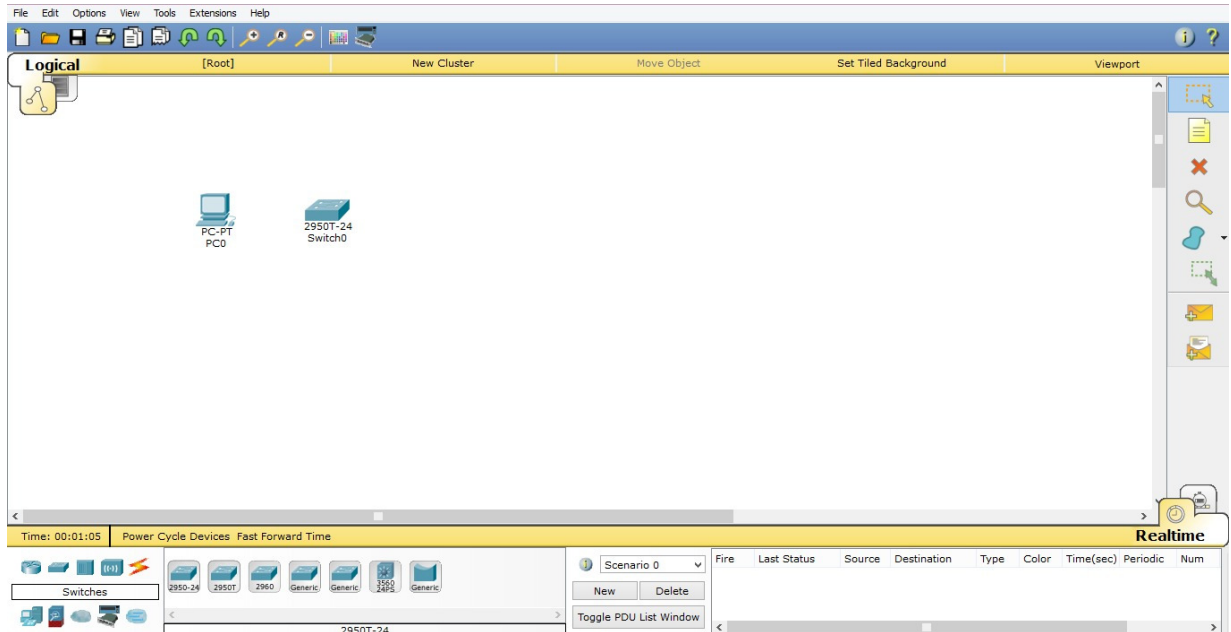 File Edit Options View Tools Extensions Help
Logical [Root] New Cluster Move Object Set Tiled Background Viewport
PC-PT
PC0
2950T-24
Switch0
Time: 00:01:05 Power Cycle Devices Fast Forward Time Realtime
Fire Last Status Source Destination Type Color Time(sec) Periodic Num
Scenario 0
2950-24 2950T 2960 Generic Generic 3560 24PS Generic
Switches New Delete
Toggle PDU List Window
2950T-24